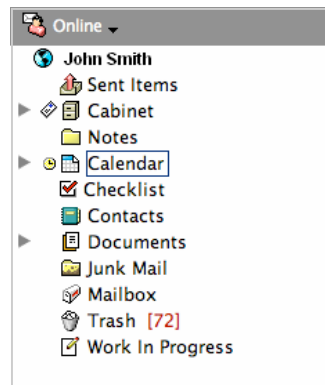 Online
John Smith
Sent Items
Cabinet
Notes
Calendar
Checklist
Contacts
Documents
Junk Mail
Mailbox
Trash [72]
Work In Progress